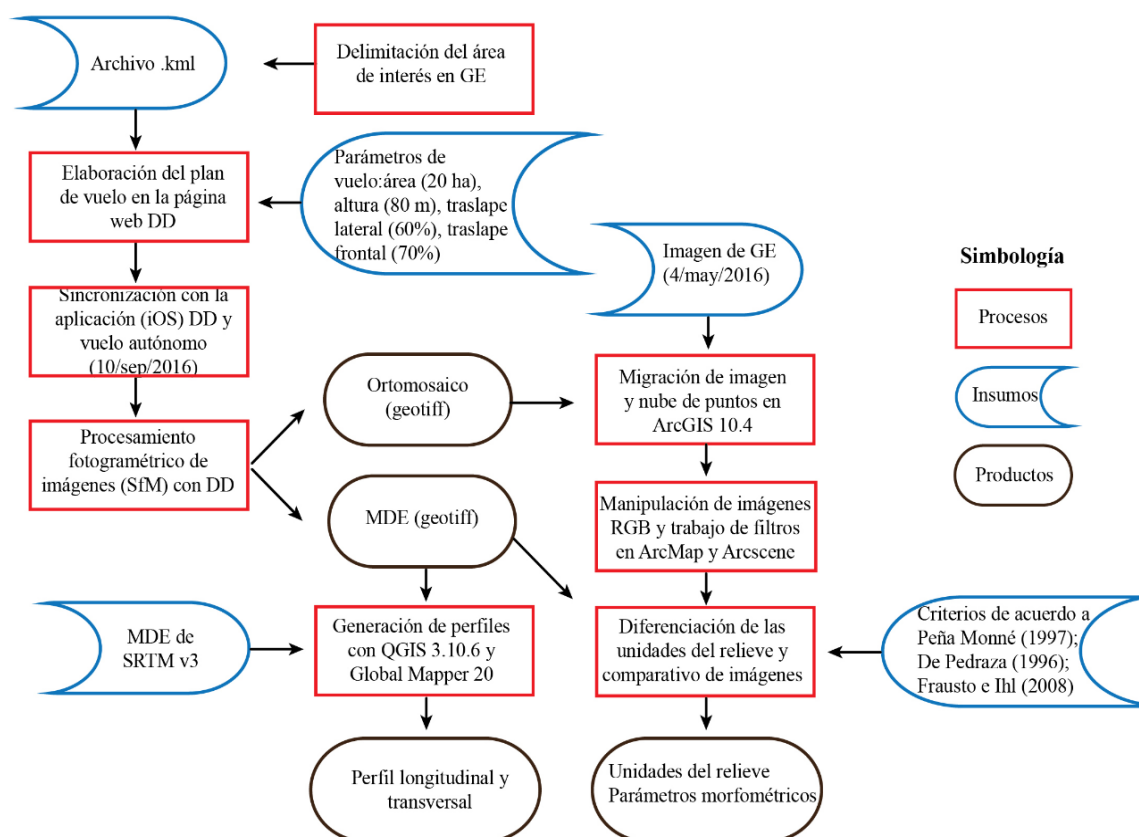 Archivo .kml
Delimitación del área
de interés en GE
Elaboración del plan
de vuelo en la página
web DD
Parámetros de
vuelo:área (20 ha),
altura (80 m), traslape
lateral (60%), traslape
frontal (70%)
Imagen de GE
(4/may/2016)
Simbología
Procesos
Insumos
Productos
Sincronización con la
aplicación (iOS) DD y
vuelo autónomo
(10/sep/2016)
Ortomosaico
(geotiff)
Migración de imagen
y nube de puntos en
ArcGIS 10.4
Procesamiento
fotogramétrico de
imágenes (SfM) con DD
MDE (geotiff)
Manipulación de imágenes
RGB y trabajo de filtros
en ArcMap y Arcscene
MDE de
SRTM v3
Generación de perfiles
con QGIS 3.10.6 y
Global Mapper 20
Diferenciación de las
unidades del relieve y
comparativo de imágenes
Criterios de acuerdo a
Peña Monné (1997);
De Pedraza (1996);
Frausto e Ihl (2008)
Perfil longitudinal y
transversal
Unidades del relieve
Parámetros morfométricos